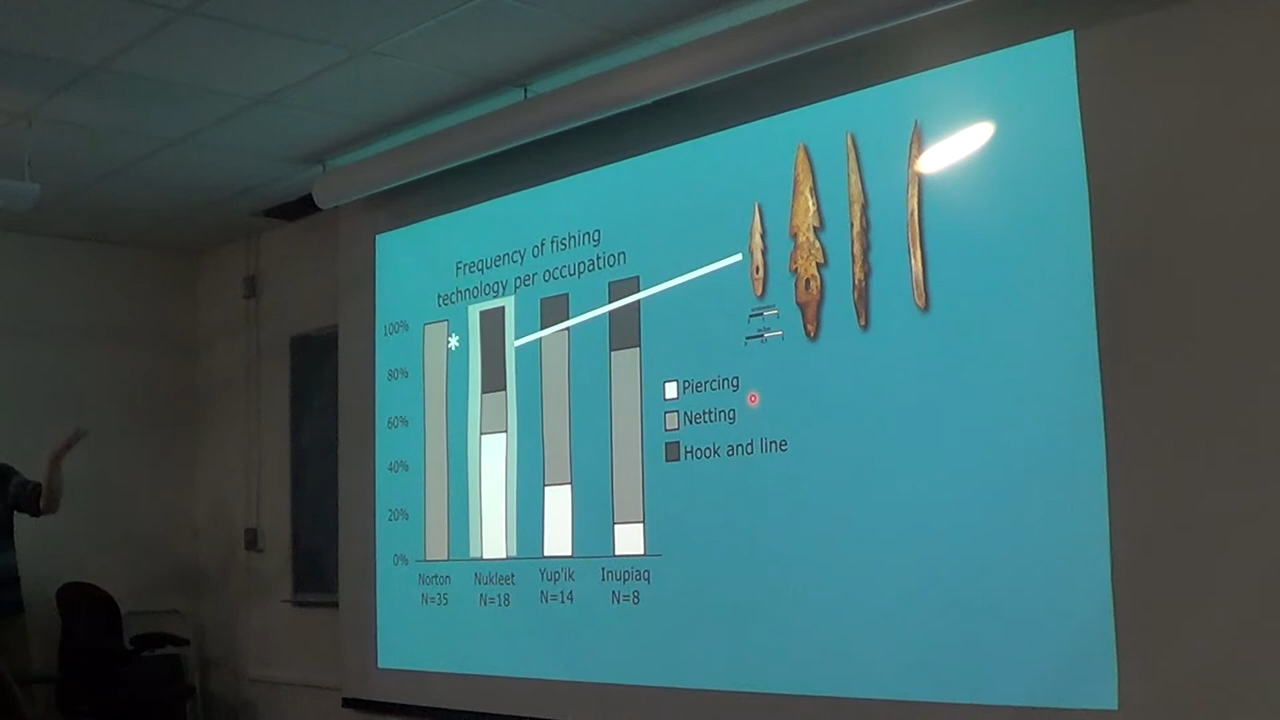 Frequency of fishing
technology per occupation
100%
80%
60%
40%
20%
0%
*
Norton
N=35
Nukleet
N=18
Yup'ik
N=14
Inupiaq
N=8
Piercing
Netting
Hook and line